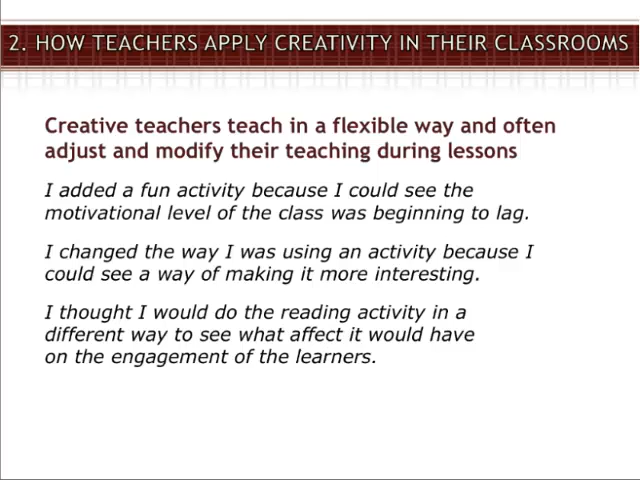 2. HOW TEACHERS APPLY CREATIVITY IN THEIR CLASSROOMS
Creative teachers teach in a flexible way and often
adjust and modify their teaching during lessons
I added a fun activity because I could see the
motivational level of the class was beginning to lag.
I changed the way I was using an activity because I
could see a way of making it more interesting.
I thought I would do the reading activity in a
different way to see what affect it would have
on the engagement of the learners.